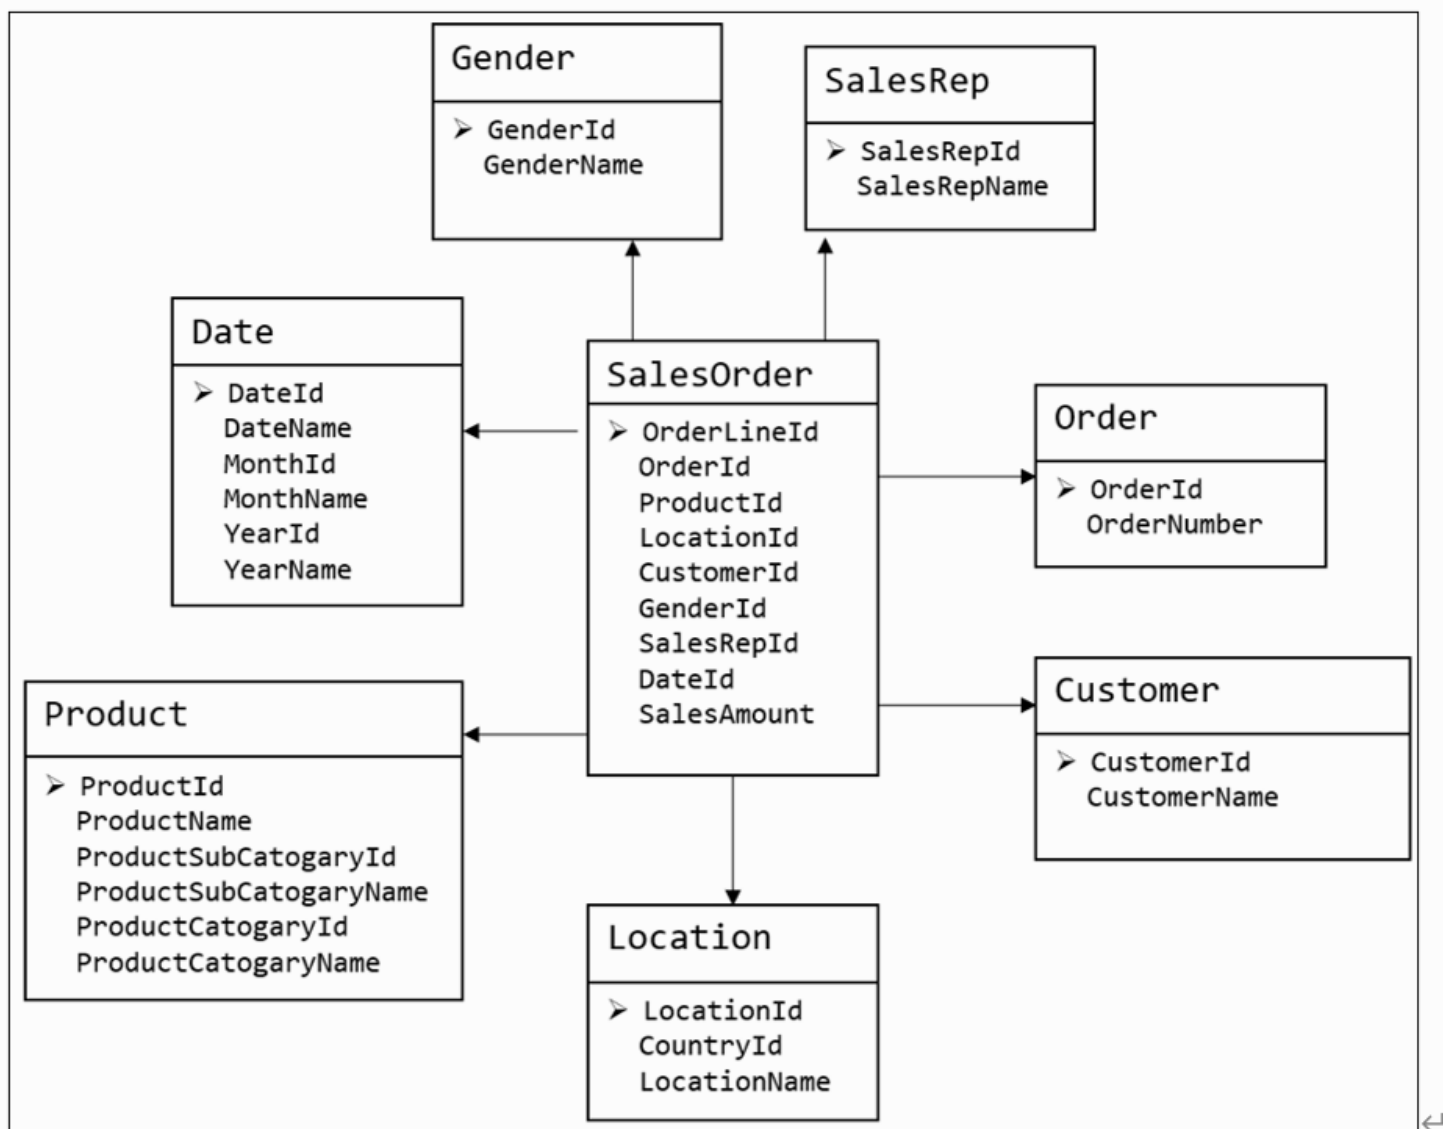 Gender
GenderId
GenderName
SalesRep
SalesRepId
SalesRepName
Date
DateId
DateName
MonthId
MonthName
YearId
YearName
SalesOrder
OrderLineId
OrderId
ProductId
LocationId
CustomerId
GenderId
SalesRepId
DateId
SalesAmount
Order
OrderId
OrderNumber
Customer
CustomerId
CustomerName
Product
ProductId
ProductName
ProductSubCatogaryId
ProductSubCatogaryName
ProductCatogaryId
ProductCatogaryName
Location
LocationId
CountryId
LocationName